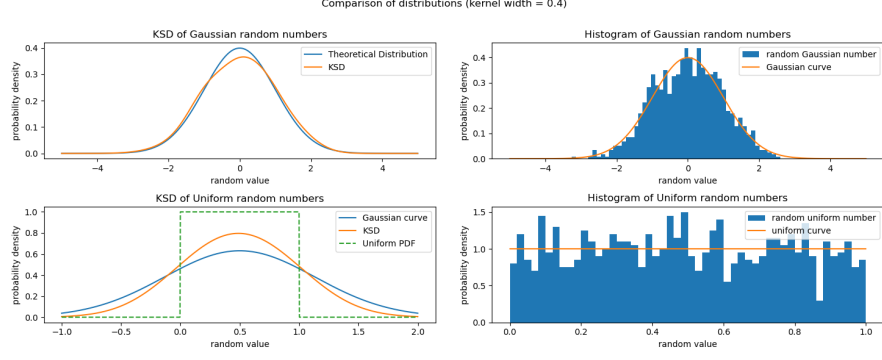 Comparison of distributions (kernel width = 0.4)
KSD of Gaussian random numbers
0.4
0.3
0.2
0.1
0.0
probability density
Theoretical Distribution
KSD
−4
−2
0
2
4
random value
Histogram of Gaussian random numbers
0.4
0.3
0.2
0.1
0.0
probability density
random Gaussian number
Gaussian curve
−4
−2
0
2
4
random value
KSD of Uniform random numbers
1.0
0.8
0.6
0.4
0.2
0.0
probability density
Gaussian curve
KSD
Uniform PDF
−1.0
−0.5
0.0
0.5
1.0
1.5
2.0
random value
Histogram of Uniform random numbers
1.5
1.0
0.5
0.0
probability density
random uniform number
uniform curve
0.0
0.2
0.4
0.6
0.8
1.0
random value